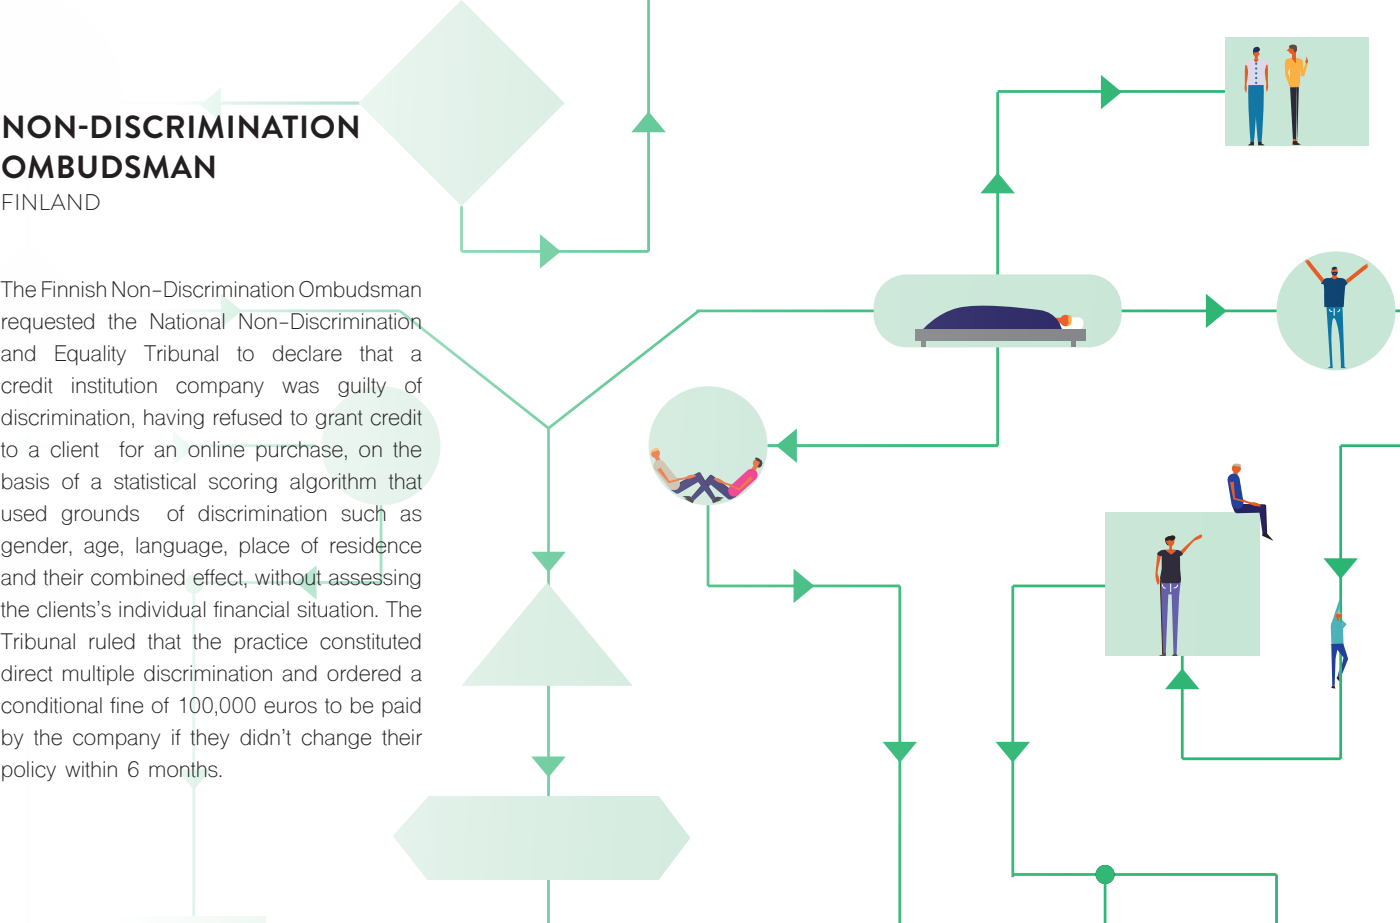 NON-DISCRIMINATION
OMBUDSMAN
FINLAND
The Finnish Non-Discrimination Ombudsman
requested the National Non-Discrimination
and Equality Tribunal to declare that a
credit institution company was guilty of
discrimination, having refused to grant credit
to a client for an online purchase, on the
basis of a statistical scoring algorithm that
used grounds of discrimination such as
gender, age, language, place of residence
and their combined effect, without assessing
the clients's individual financial situation. The
Tribunal ruled that the practice constituted
direct multiple discrimination and ordered a
conditional fine of 100,000 euros to be paid
by the company if they didn't change their
policy within 6 months.